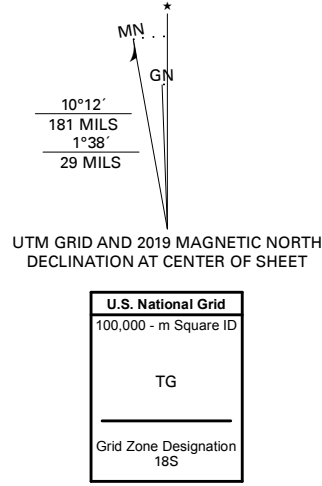 ★
MN
GN
10°12´
181 MILS
1°38´
29 MILS
UTM GRID AND 2019 MAGNETIC NORTH
DECLINATION AT CENTER OF SHEET
U.S. National Grid
100,000 - m Square ID
TG
Grid Zone Designation
18S